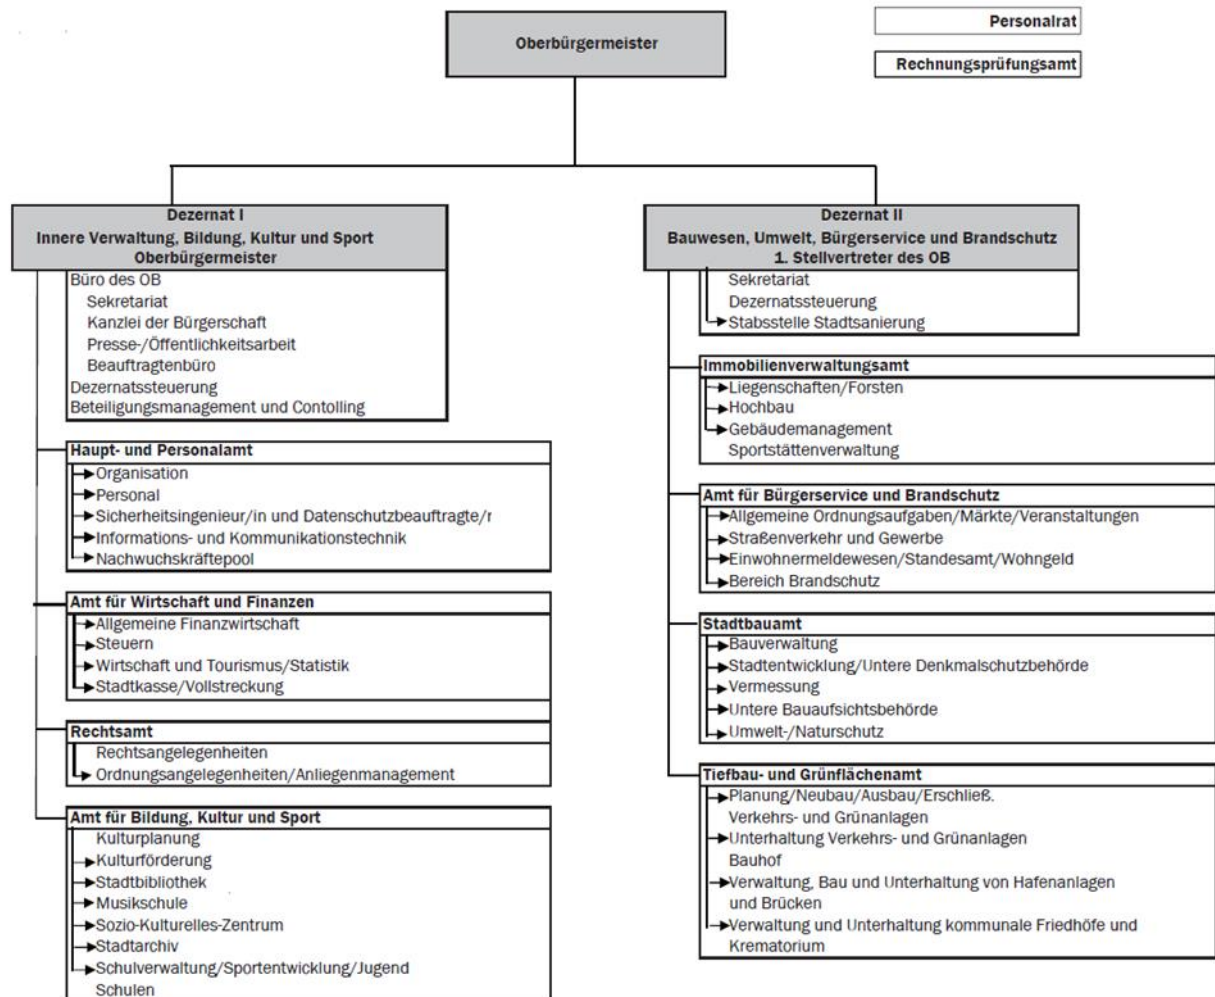 Oberbürgermeister
Personalrat
Rechnungsprüfungsamt
Dezernat I
Innere Verwaltung, Bildung, Kultur und Sport
Oberbürgermeister
Büro des OB
Sekretariat
Kanzlei der Bürgerschaft
Presse-/Öffentlichkeitsarbeit
Beauftragtenbüro
Dezernatssteuerung
Beteiligungsmanagement und Contolling
Haupt- und Personalamt
Organisation
Personal
Sicherheitsingenieur/in und Datenschutzbeauftragte/r
Informations- und Kommunikationstechnik
Nachwuchskräftepool
Amt für Wirtschaft und Finanzen
Allgemeine Finanzwirtschaft
Steuern
Wirtschaft und Tourismus/Statistik
Stadtkasse/Vollstreckung
Rechtsamt
Rechtsangelegenheiten
Ordnungsangelegenheiten/Anliegenmanagement
Amt für Bildung, Kultur und Sport
Kulturplanung
Kulturförderung
Stadtbibliothek
Musikschule
Sozio-Kulturelles-Zentrum
Stadtarchiv
Schulverwaltung/Sportentwicklung/Jugend
Schulen
Dezernat II
Bauwesen, Umwelt, Bürgerservice und Brandschutz
1. Stellvertreter des OB
Sekretariat
Dezernatssteuerung
Stabsstelle Stadtsanierung
Immobilienverwaltungsamt
Liegenschaften/Forsten
Hochbau
Gebäudemanagement
Sportstättenverwaltung
Amt für Bürgerservice und Brandschutz
Allgemeine Ordnungsaufgaben/Märkte/Veranstaltungen
Straßenverkehr und Gewerbe
Einwohnermeldewesen/Standesamt/Wohngeld
Bereich Brandschutz
Stadtbauamt
Bauverwaltung
Stadtentwicklung/Untere Denkmalschutzbehörde
Vermessung
Untere Bauaufsichtsbehörde
Umwelt-/Naturschutz
Tiefbau- und Grünflächenamt
Planung/Neubau/Ausbau/Erschließ.
Verkehrs- und Grünanlagen
Unterhaltung Verkehrs- und Grünanlagen
Bauhof
Verwaltung, Bau und Unterhaltung von Hafenanlagen
und Brücken
Verwaltung und Unterhaltung kommunale Friedhöfe und
Krematorium